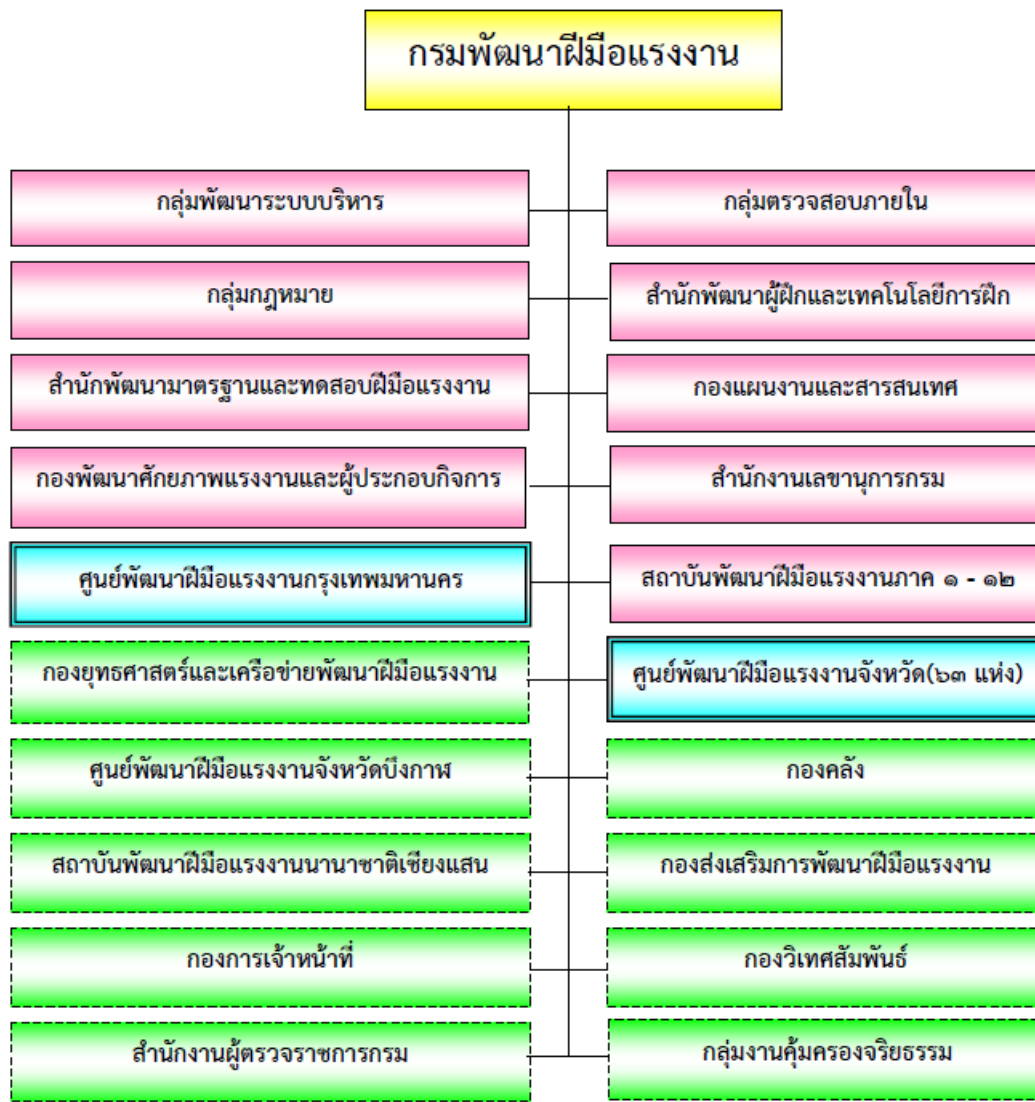 กรมพัฒนาฝีมือแรงงาน
กลุ่มพัฒนาระบบบริหาร
กลุ่มตรวจสอบภายใน
กลุ่มกฎหมาย
สำนักพัฒนาผู้ฝึกและเทคโนโลยีการฝึก
สำนักพัฒนามาตรฐานและทดสอบฝีมือแรงงาน
กองแผนงานและสารสนเทศ
กองพัฒนาศักยภาพแรงงานและผู้ประกอบกิจการ
สำนักงานเลขานุการกรม
ศูนย์พัฒนาฝีมือแรงงานกรุงเทพมหานคร
สถาบันพัฒนาฝีมือแรงงานภาค ๑ - ๑๒
กองยุทธศาสตร์และเครือข่ายพัฒนาฝีมือแรงงาน
ศูนย์พัฒนาฝีมือแรงงานจังหวัด(๖๓ แห่ง)
ศูนย์พัฒนาฝีมือแรงงานจังหวัดบึงกาฬ
กองคลัง
สถาบันพัฒนาฝีมือแรงงานนานาชาติเชียงแสน
กองส่งเสริมการพัฒนาฝีมือแรงงาน
กองการเจ้าหน้าที่
กองวิเทศสัมพันธ์
สำนักงานผู้ตรวจราชการกรม
กลุ่มงานคุ้มครองจริยธรรม